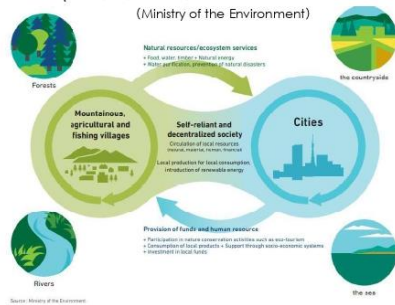 (Ministry of the Environment)
Natural resources/ecosystem services
• Food, water, timber • Natural energy
• Water purification, prevention of natural disasters
Forests
the countryside
Mountainous,
agricultural and
fishing villages
Self-reliant and
decentralized society
Circulation of local resources
(natural, material, human, financial)
Local production for local consumption,
introduction of renewable energy
Cities
Provision of funds and human resource
• Participation in nature conservation activities such as eco-tourism
• Consumption of local products • Support through socio-economic systems
• Investment in local funds
Rivers
the sea
Source : Ministry of the Environment